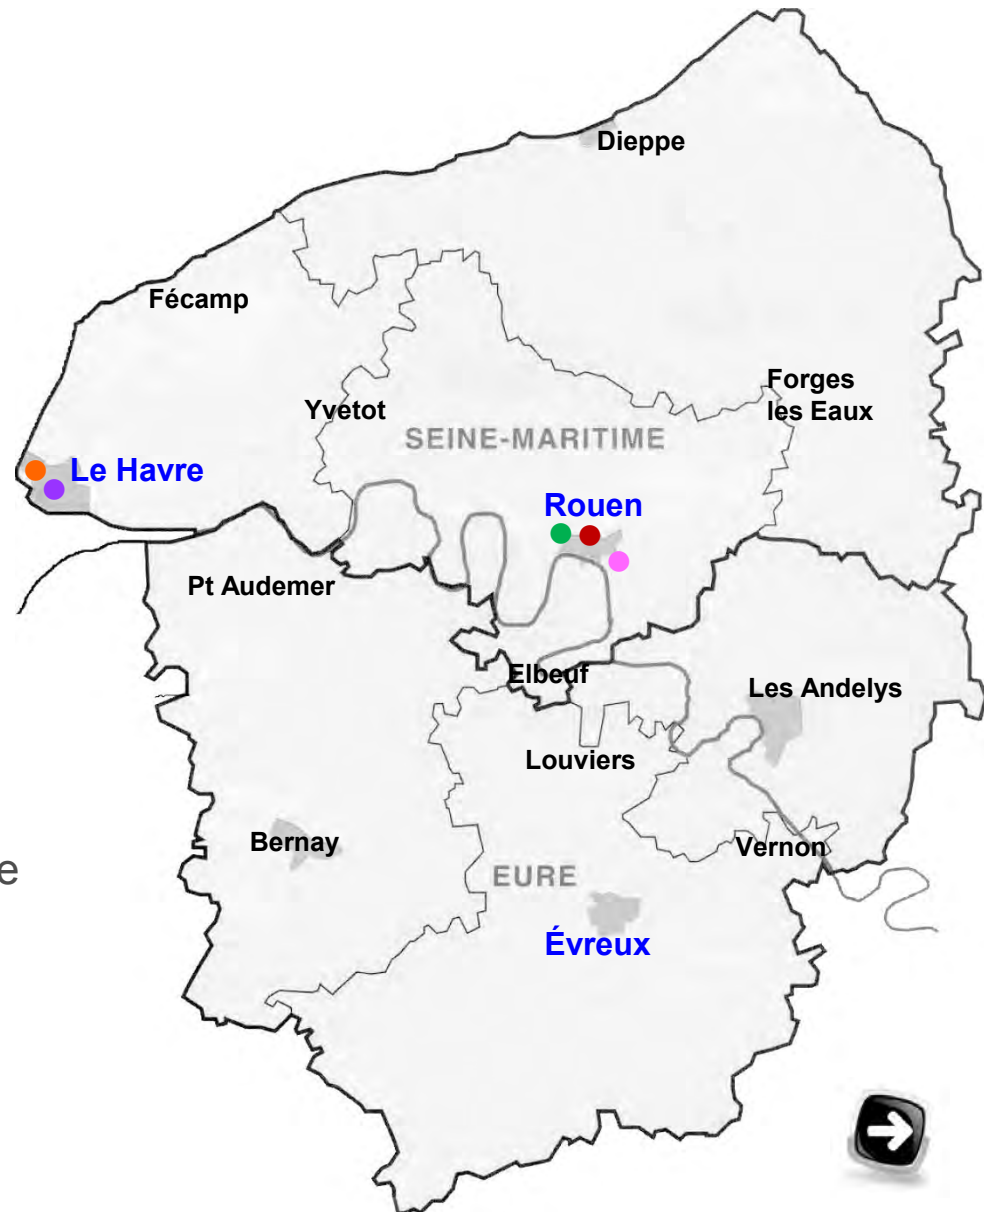 Dieppe
Fécamp
Forges
les Eaux
Yvetot
SEINE-MARITIME
Le Havre
Rouen
Pt Audemer
Elbeuf
Les Andelys
Louviers
Bernay
Vernon
e
EURE
Évreux